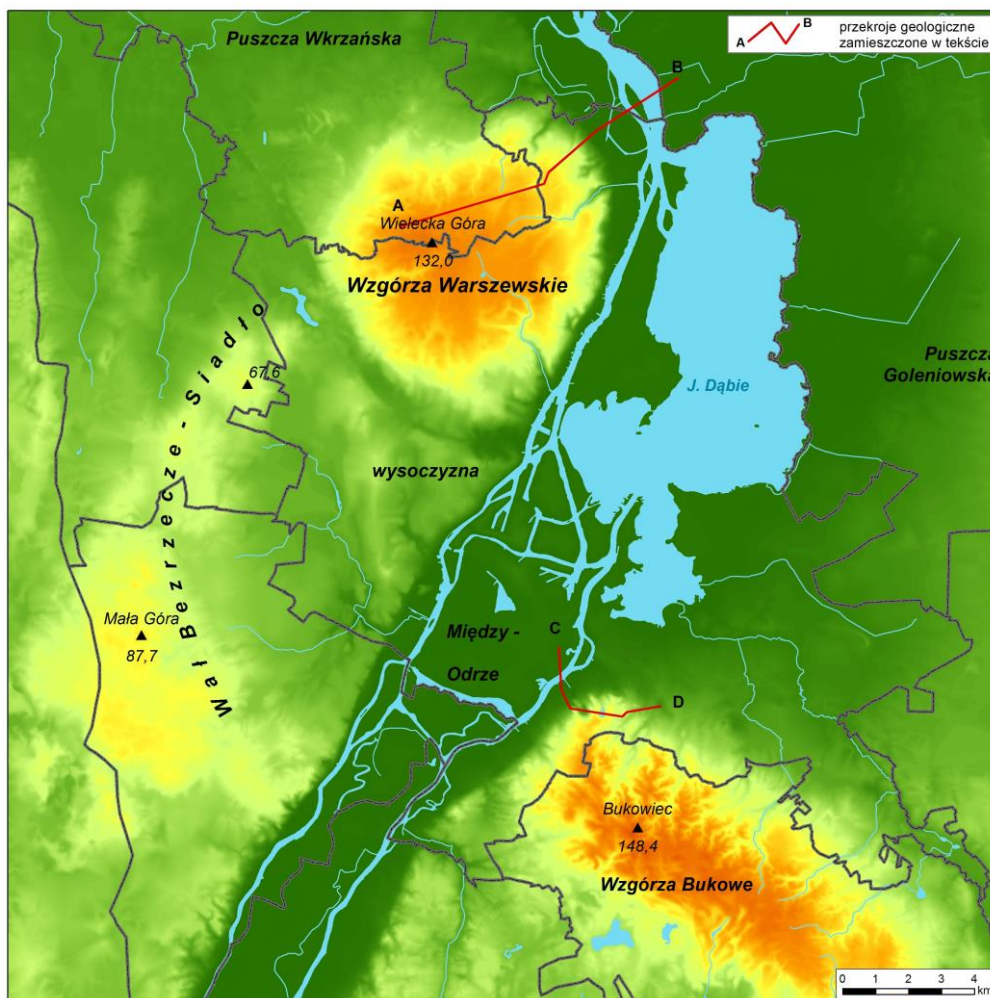 Puszcza Wkrzańska
A
B
przekroje geologiczne
zamieszczone w tekście
B
A
Wielecka Góra
132,0
Wzgórza Warszewskie
Puszcza
Goleniowska
J. Dąbie
67,6
Wał Bezrzecze - Siadło
wysoczyzna
Mała Góra
87,7
Między -
Odrze
C
D
Bukowiec
148,4
Wzgórza Bukowe
0 1 2 3 4
km